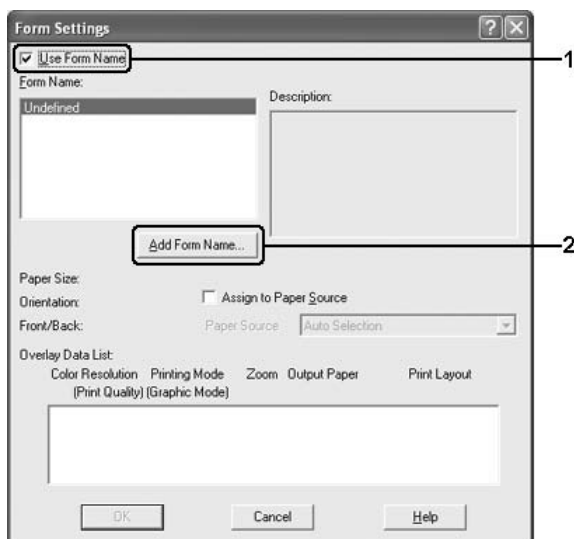 Form Settings
Use Form Name
1
Form Name:
Description:
Undefined
Add Form Name...
2
Paper Size:
Orientation:
Assign to Paper Source
Front/Back:
Paper Source
Auto Selection
Overlay Data List:
Color Resolution Printing Mode Zoom Output Paper Print Layout
(Print Quality) (Graphic Mode)
OK Cancel Help